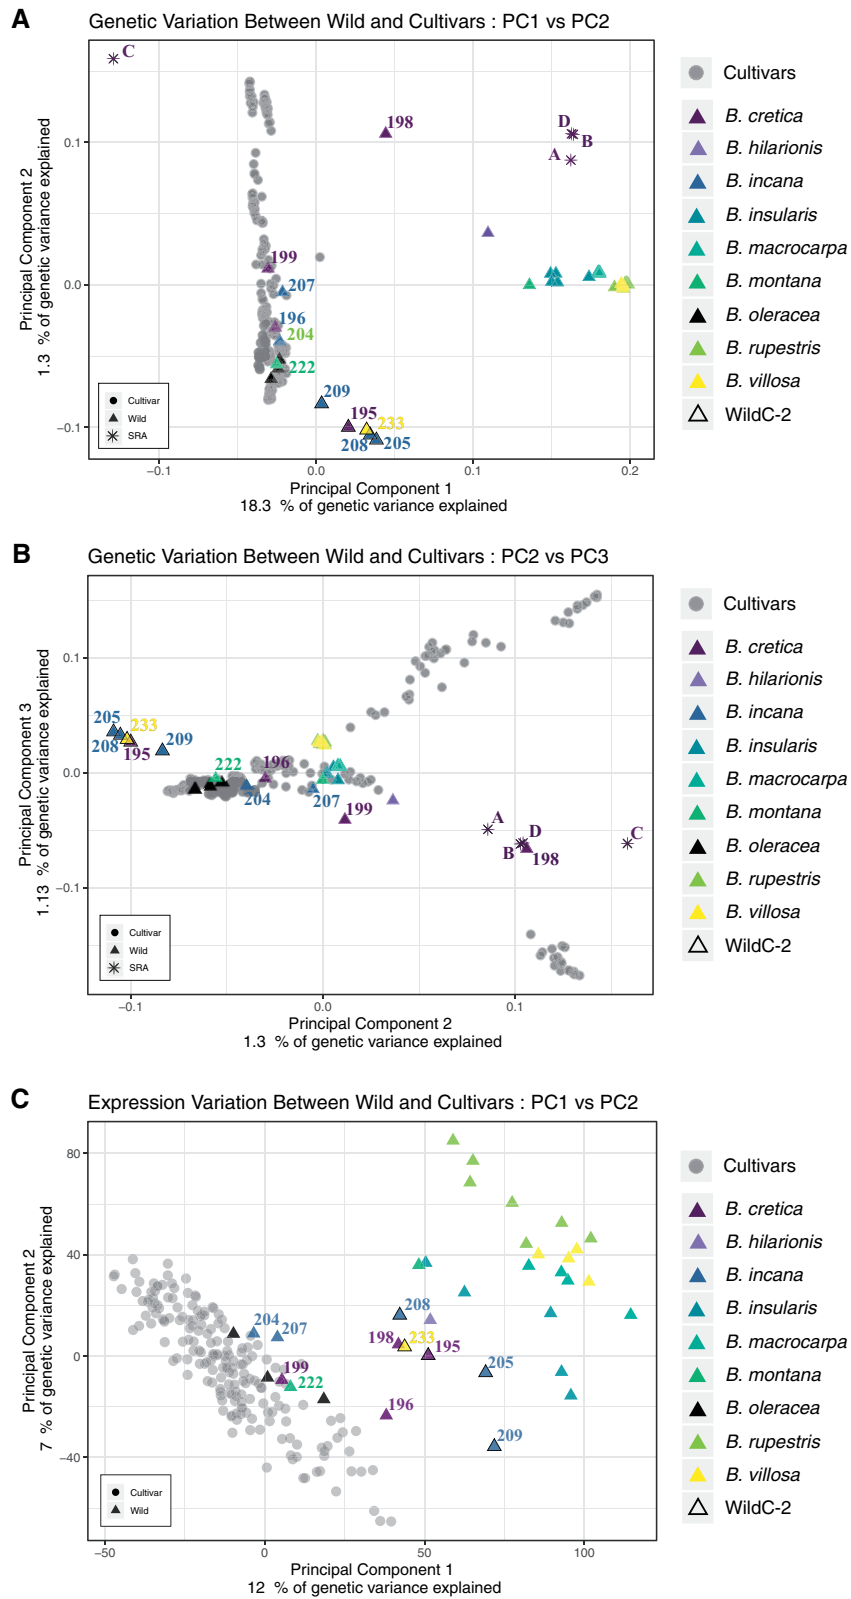 A
Genetic Variation Between Wild and Cultivars : PC1 vs PC2
C
198
D
B
A
199
207
196
204
222
209
195
233
208
205
0.1
0.0
−0.1
−0.1
0.0
0.1
0.2
Principal Component 2
1.3 % of genetic variance explained
Principal Component 1
18.3 % of genetic variance explained
Cultivar
Wild
SRA
Cultivars
B. cretica
B. hilarionis
B. incana
B. insularis
B. macrocarpa
B. montana
B. oleracea
B. rupestris
B. villosa
WildC-2
B
Genetic Variation Between Wild and Cultivars : PC2 vs PC3
205
233
208
195
209
222
196
204
207
199
A
D
B
198
C
0.1
0.0
−0.1
−0.1
0.0
0.1
Principal Component 3
1.13 % of genetic variance explained
Principal Component 2
1.3 % of genetic variance explained
Cultivar
Wild
SRA
Cultivars
B. cretica
B. hilarionis
B. incana
B. insularis
B. macrocarpa
B. montana
B. oleracea
B. rupestris
B. villosa
WildC-2
C
Expression Variation Between Wild and Cultivars : PC1 vs PC2
204
207
208
198
233
195
205
199
222
196
209
80
40
0
−40
−50
0
50
100
Principal Component 2
7 % of genetic variance explained
Principal Component 1
12 % of genetic variance explained
Cultivar
Wild
Cultivars
B. cretica
B. hilarionis
B. incana
B. insularis
B. macrocarpa
B. montana
B. oleracea
B. rupestris
B. villosa
WildC-2